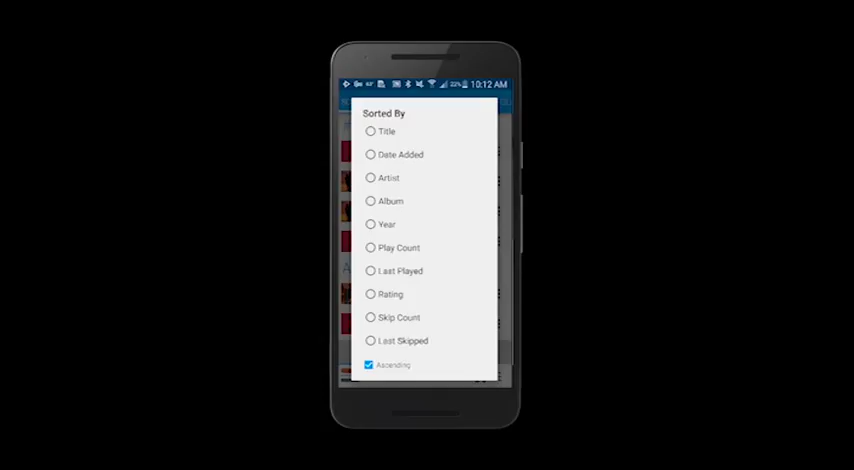 22% 10:12 AM
Sorted By
Title
Date Added
Artist
Album
Year
Play Count
Last Played
Rating
Skip Count
Last Skipped
Ascending